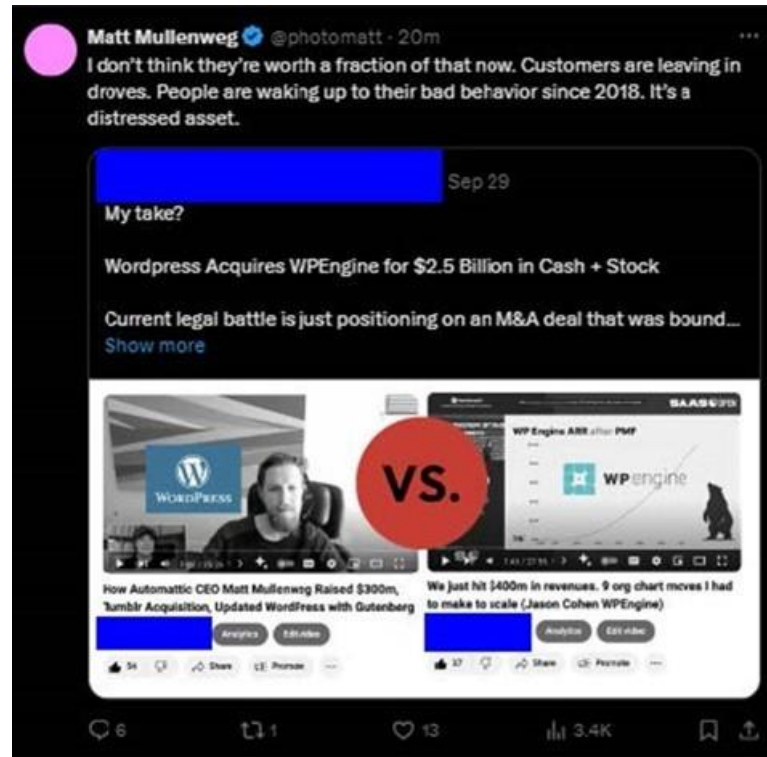 Matt Mullenweg @photomatt · 20m
I don't think they're worth a fraction of that now. Customers are leaving in
droves. People are waking up to their bad behavior since 2018. It's a
distressed asset.
Sep 29
My take?
Wordpress Acquires WPEngine for $2.5 Billion in Cash + Stock
Current legal battle is just positioning on an M&A deal that was bound...
Show more
SAASOPEN
WP Engine ARR after PMF
WORDPRESS
VS.
WP engine
How Automattic CEO Matt Mullenweg Raised $300m,
Tumblr Acquisition, Updated WordPress with Gutenberg
We just hit $400m in revenues. 9 org chart moves I had
to make to scale (Jason Cohen WPEngine)
Analytics Edit video
Analytics Edit video
54 Share Promote
37 Share Promote
6 1 13 3.4K